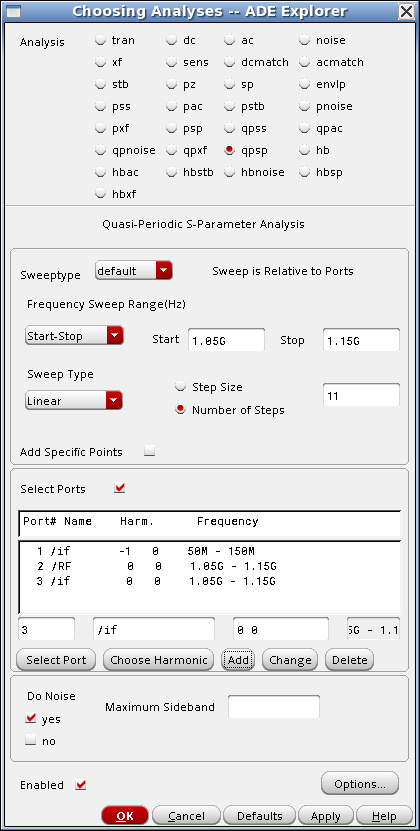 Choosing Analyses -- ADE Explorer
Analysis tran dc ac noise
xf sens dcmatch acmatch
stb pz sp envlp
pss pac pstb pnoise
pxf psp qpss qpac
qpnoise qpxf qpsp hb
hbac hbstb hbnoise hbsp
hbxf
Quasi-Periodic S-Parameter Analysis
Sweeptype default Sweep is Relative to Ports
Frequency Sweep Range(Hz)
Start-Stop Start 1.05G Stop 1.15G
Sweep Type
Step Size
Linear 11
Number of Steps
Add Specific Points
Select Ports
Port# Name Harm. Frequency
1 /if -1 0 50M - 150M
2 /RF 0 0 1.05G - 1.15G
3 /if 0 0 1.05G - 1.15G
3 /if 0 0 5G - 1.1
Select Port Choose Harmonic Add Change Delete
Do Noise
Maximum Sideband
yes
no
Enabled Options...
OK Cancel Defaults Apply Help